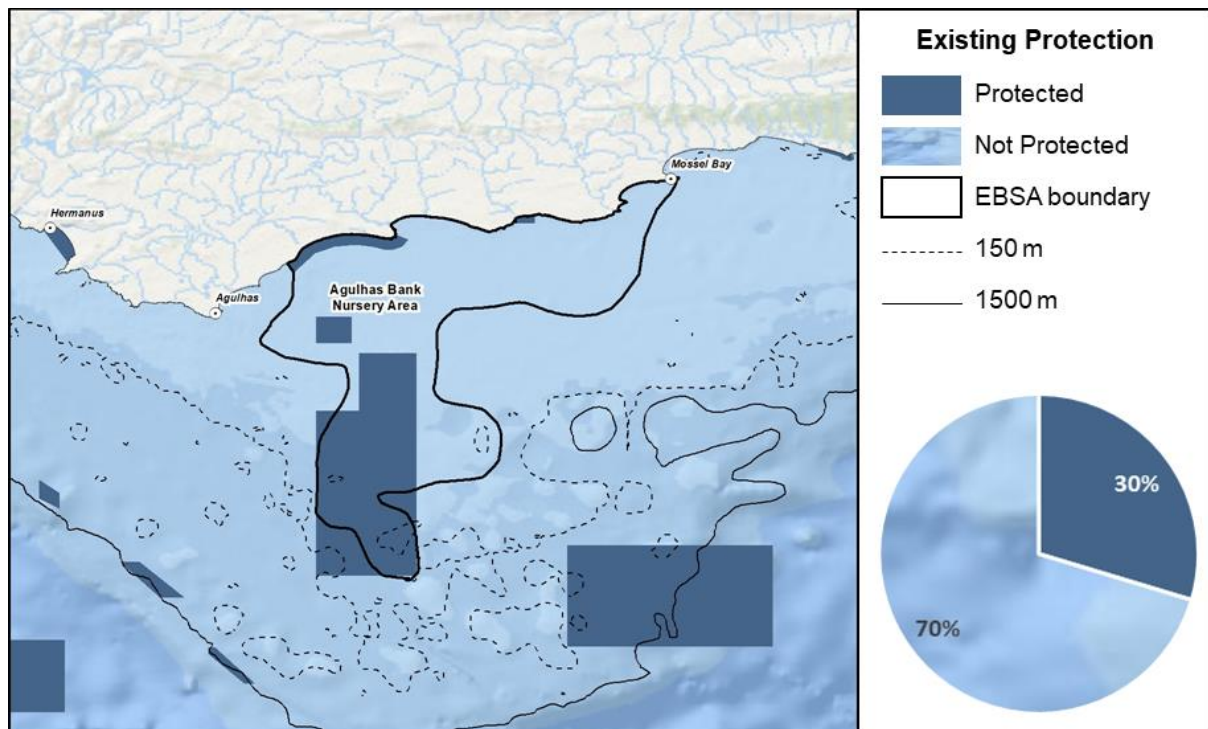 Hermanus
Agulhas
Agulhas Bank
Nursery Area
Mossel Bay
Existing Protection
Protected
Not Protected
EBSA boundary
150 m
1500 m
30%
70%